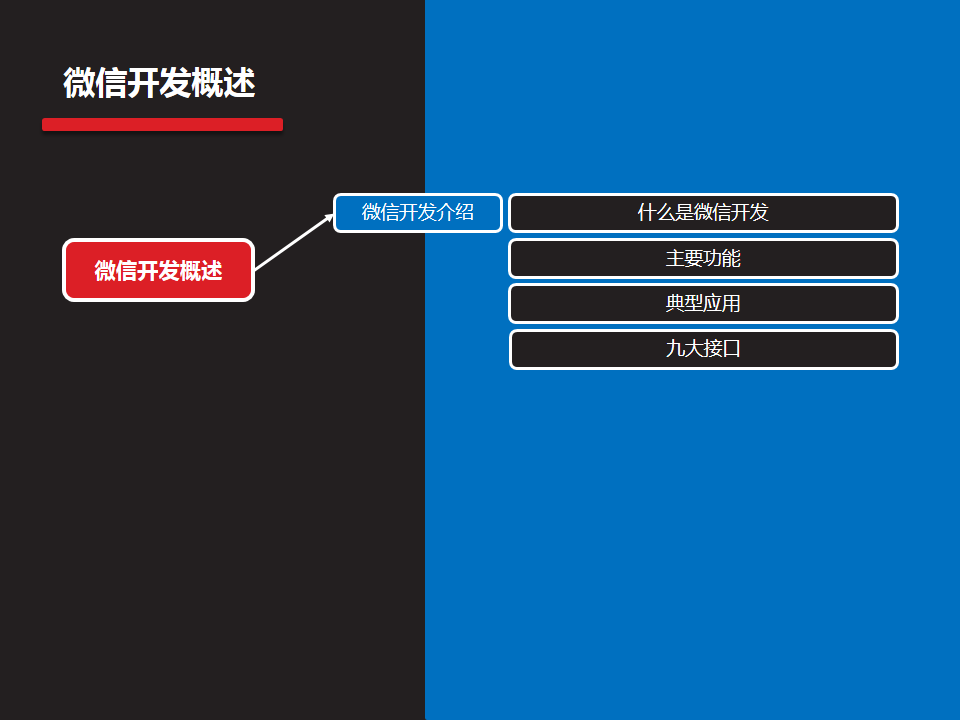 微信开发概述
微信开发概述
微信开发介绍
什么是微信开发
主要功能
典型应用
九大接口